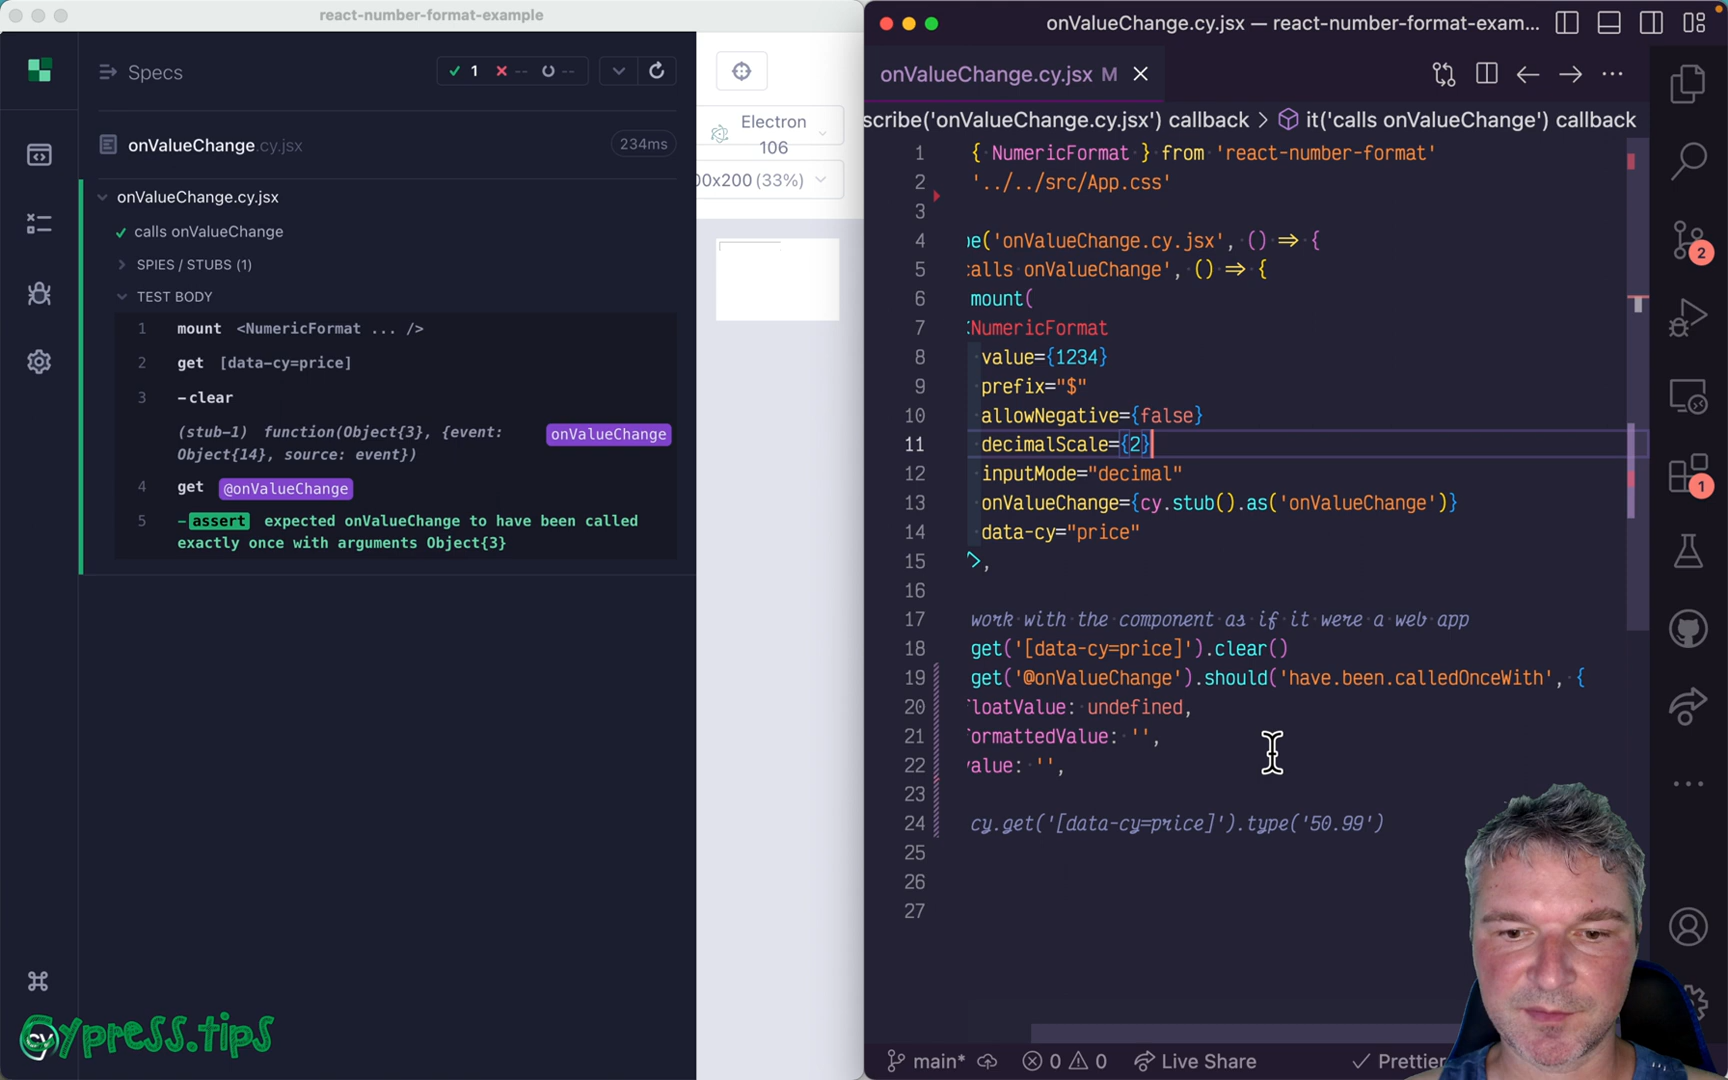 react-number-format-example
Specs
1 -- --
onValueChange.cy.jsx
234ms
onValueChange.cy.jsx
calls onValueChange
SPIES / STUBS (1)
TEST BODY
1 mount <NumericFormat ... />
2 get [data-cy=price]
3 -clear
(stub-1) function(Object{3}, {event: Object{14}, source: event}) onValueChange
4 get @onValueChange
5 -assert expected onValueChange to have been called
exactly once with arguments Object{3}
Cypress.tips
Electron
106
00x200 (33%)
onValueChange.cy.jsx — react-number-format-exam...
onValueChange.cy.jsx M
scribe('onValueChange.cy.jsx') callback > it('calls onValueChange') callback
1 { NumericFormat } from 'react-number-format'
2 '../../src/App.css'
3
4 be('onValueChange.cy.jsx', () => {
5 calls onValueChange', () => {
6 mount(
7 NumericFormat
8 value={1234}
9 prefix="$"
10 allowNegative={false}
11 decimalScale={2}
12 inputMode="decimal"
13 onValueChange={cy.stub().as('onValueChange')}
14 data-cy="price"
15 >,
16
17 work with the component as if it were a web app
18 get('[data-cy=price]').clear()
19 get('@onValueChange').should('have.been.calledOnceWith', {
20 loatValue: undefined,
21 ormattedValue: '',
22 value: '',
23
24 cy.get('[data-cy=price]').type('50.99')
25
26
27
2
1
main* 0 0 Live Share Prettier